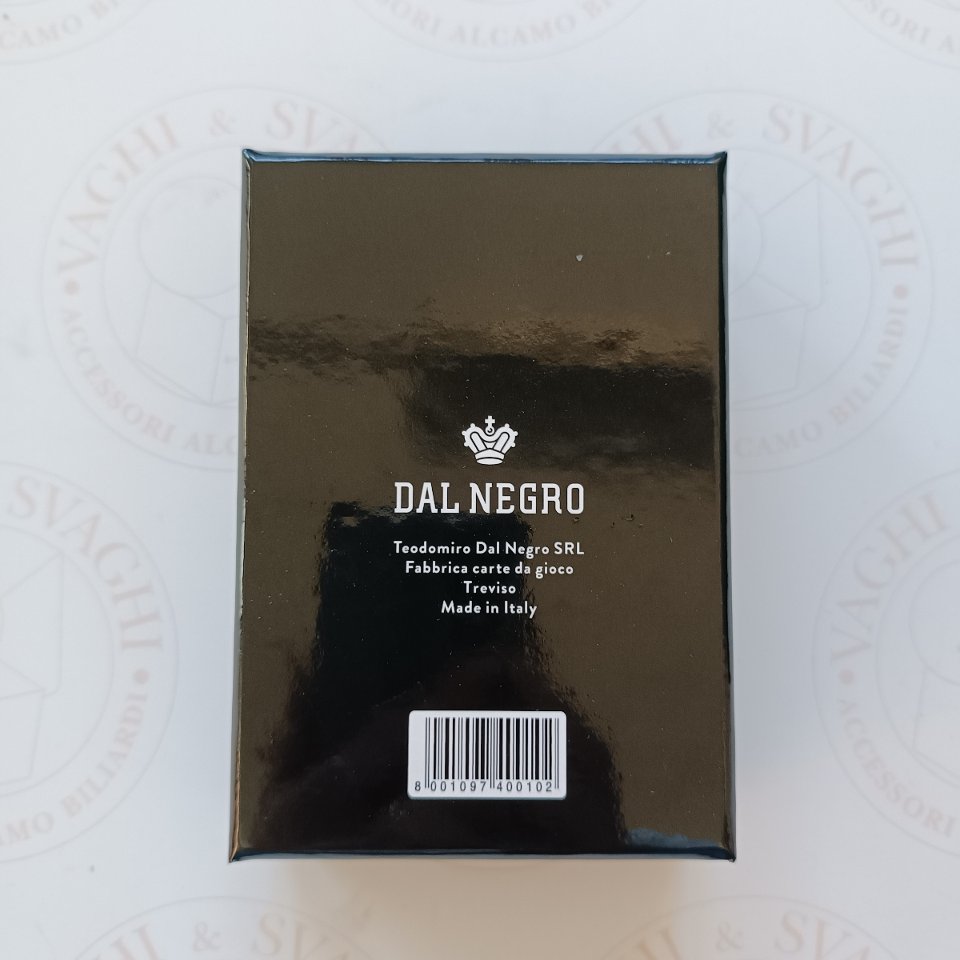 DAL NEGRO
Teodomiro Dal Negro SRL
Fabbrica carte da gioco
Treviso
Made in Italy
8 001097 400102
VAGHI & SVAGHI
ACCESSORI ALCAMO BILIARDI